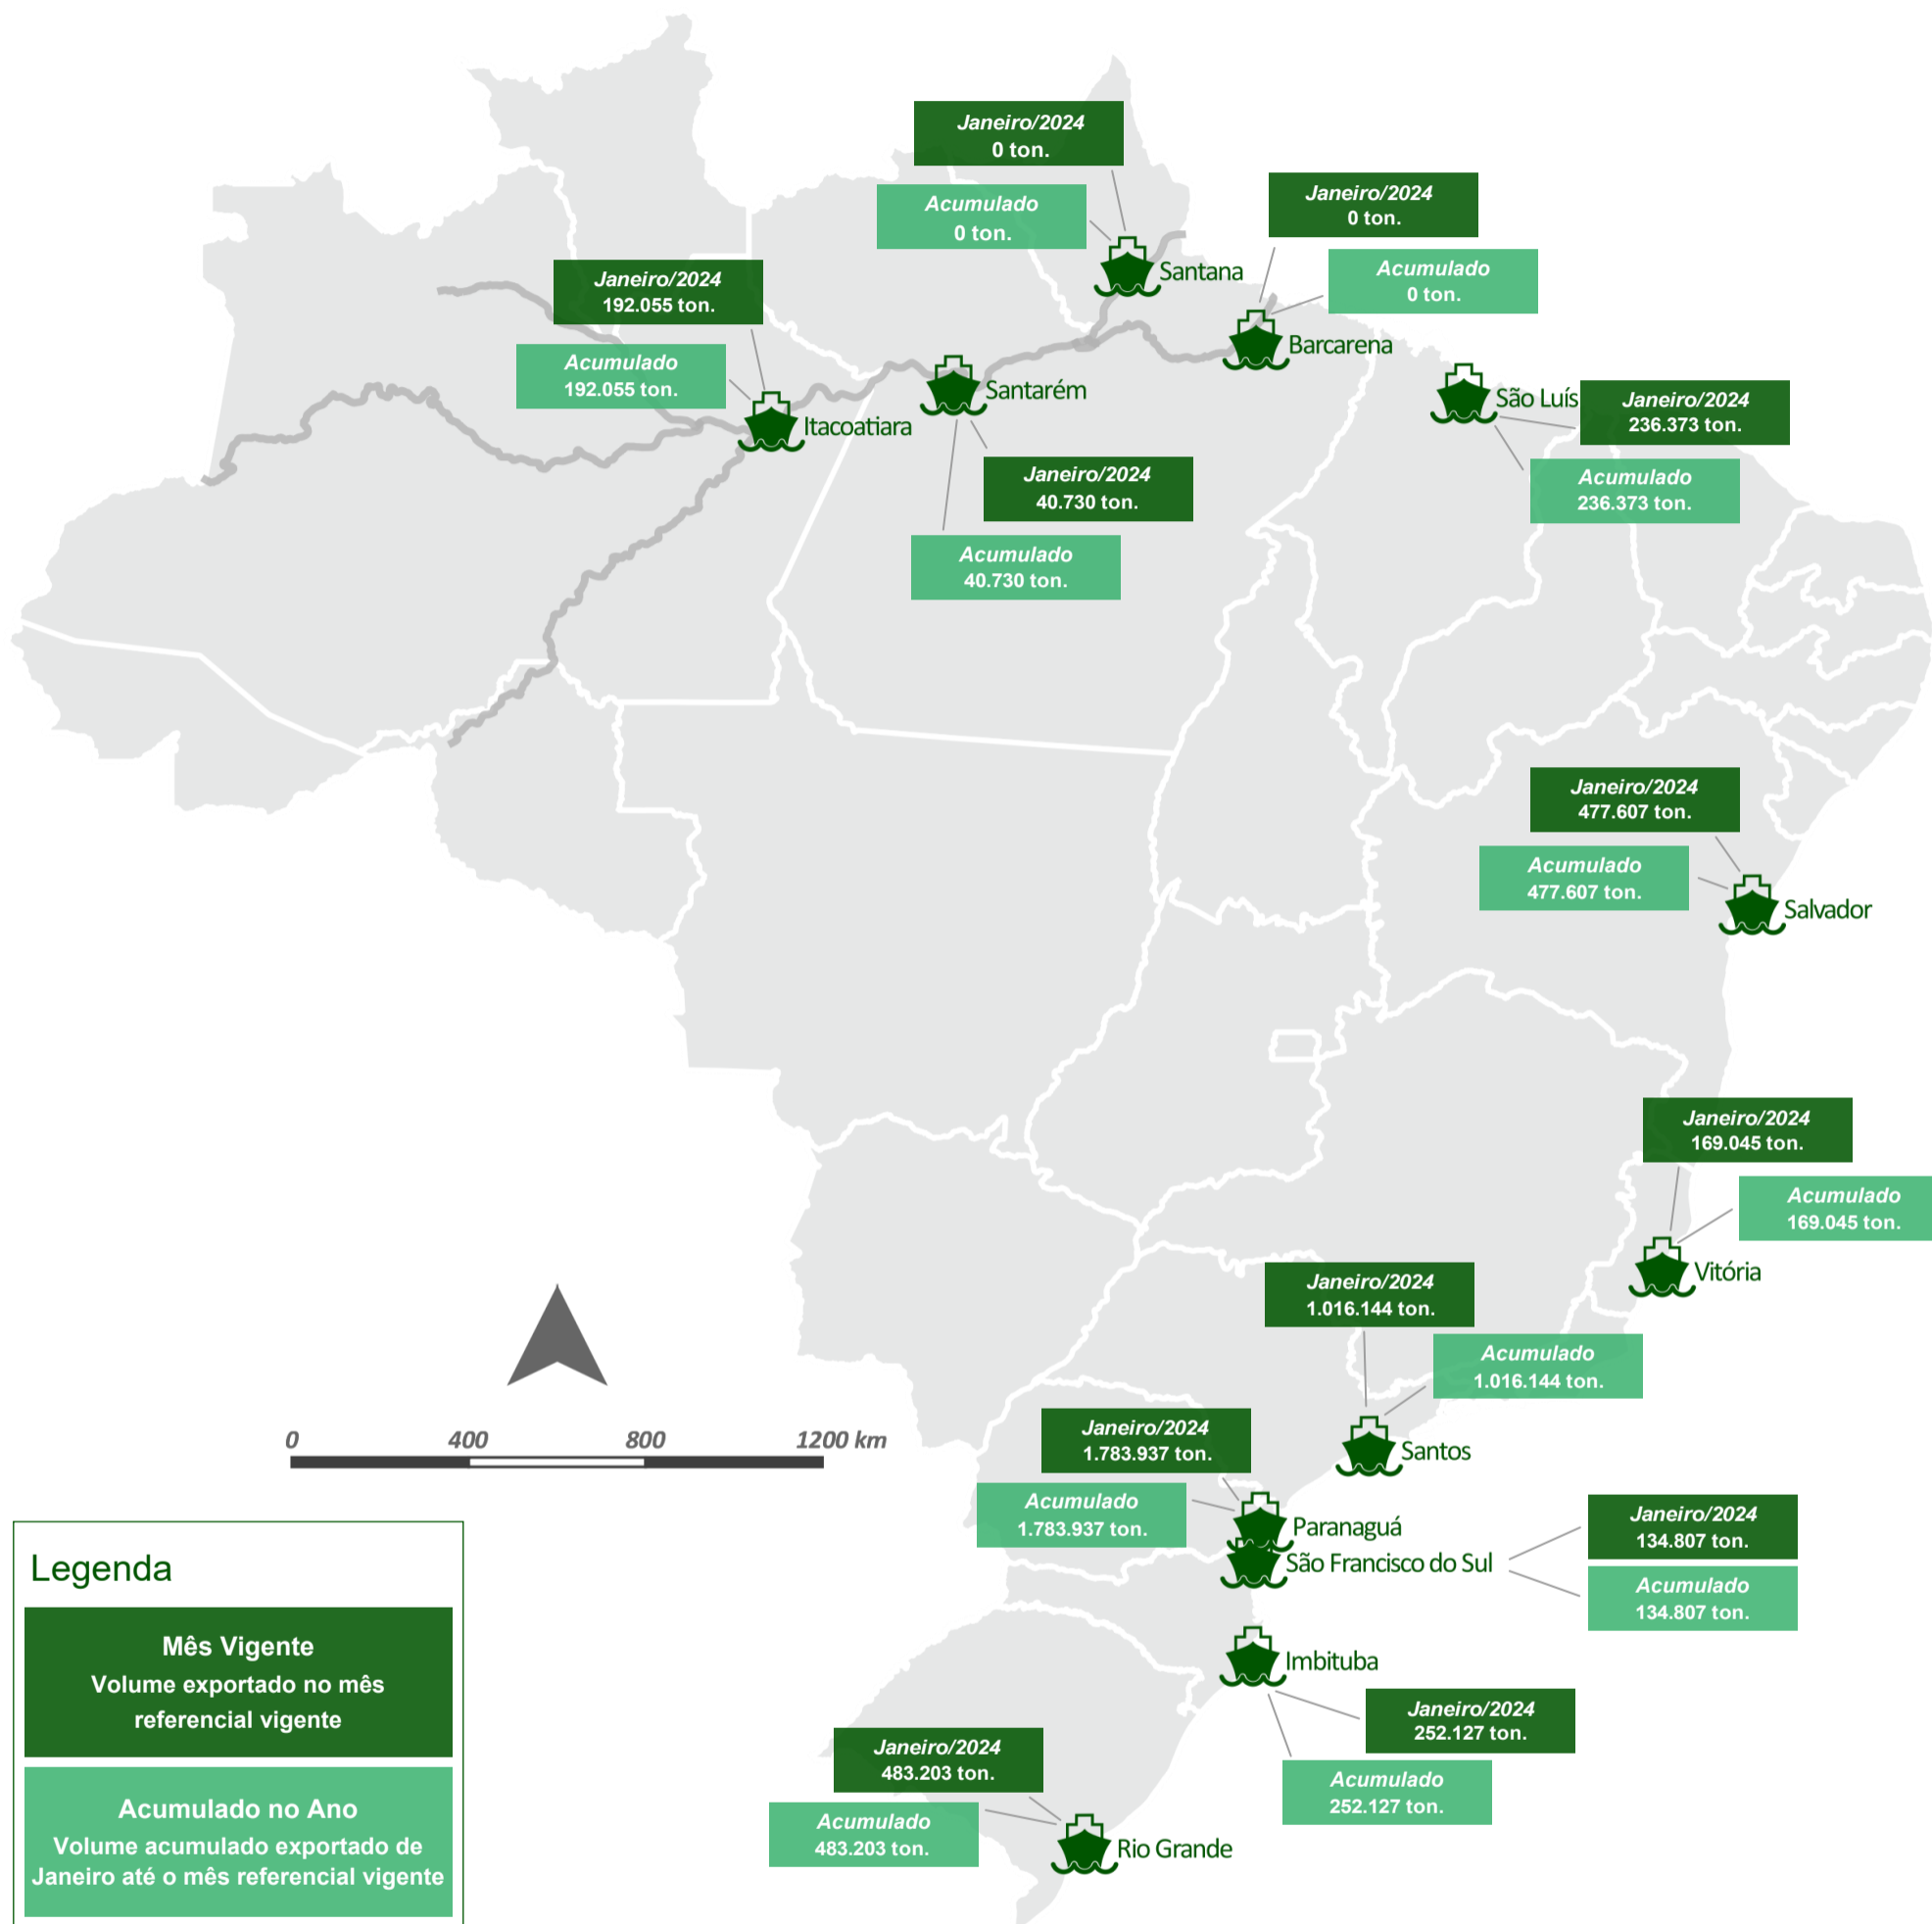 Janeiro/2024
0 ton.
Acumulado
0 ton.
Santana
Janeiro/2024
0 ton.
Acumulado
0 ton.
Barcarena
Janeiro/2024
192.055 ton.
Acumulado
192.055 ton.
Itacoatiara
Santarém
Janeiro/2024
40.730 ton.
Acumulado
40.730 ton.
São Luís
Janeiro/2024
236.373 ton.
Acumulado
236.373 ton.
Janeiro/2024
477.607 ton.
Acumulado
477.607 ton.
Salvador
Janeiro/2024
169.045 ton.
Acumulado
169.045 ton.
Vitória
Janeiro/2024
1.016.144 ton.
Acumulado
1.016.144 ton.
Santos
Janeiro/2024
1.783.937 ton.
Acumulado
1.783.937 ton.
Paranaguá
São Francisco do Sul
Janeiro/2024
134.807 ton.
Acumulado
134.807 ton.
Imbituba
Janeiro/2024
252.127 ton.
Acumulado
252.127 ton.
Janeiro/2024
483.203 ton.
Acumulado
483.203 ton.
Rio Grande
0 400 800 1200 km
Legenda
Mês Vigente
Volume exportado no mês
referencial vigente
Acumulado no Ano
Volume acumulado exportado de
Janeiro até o mês referencial vigente